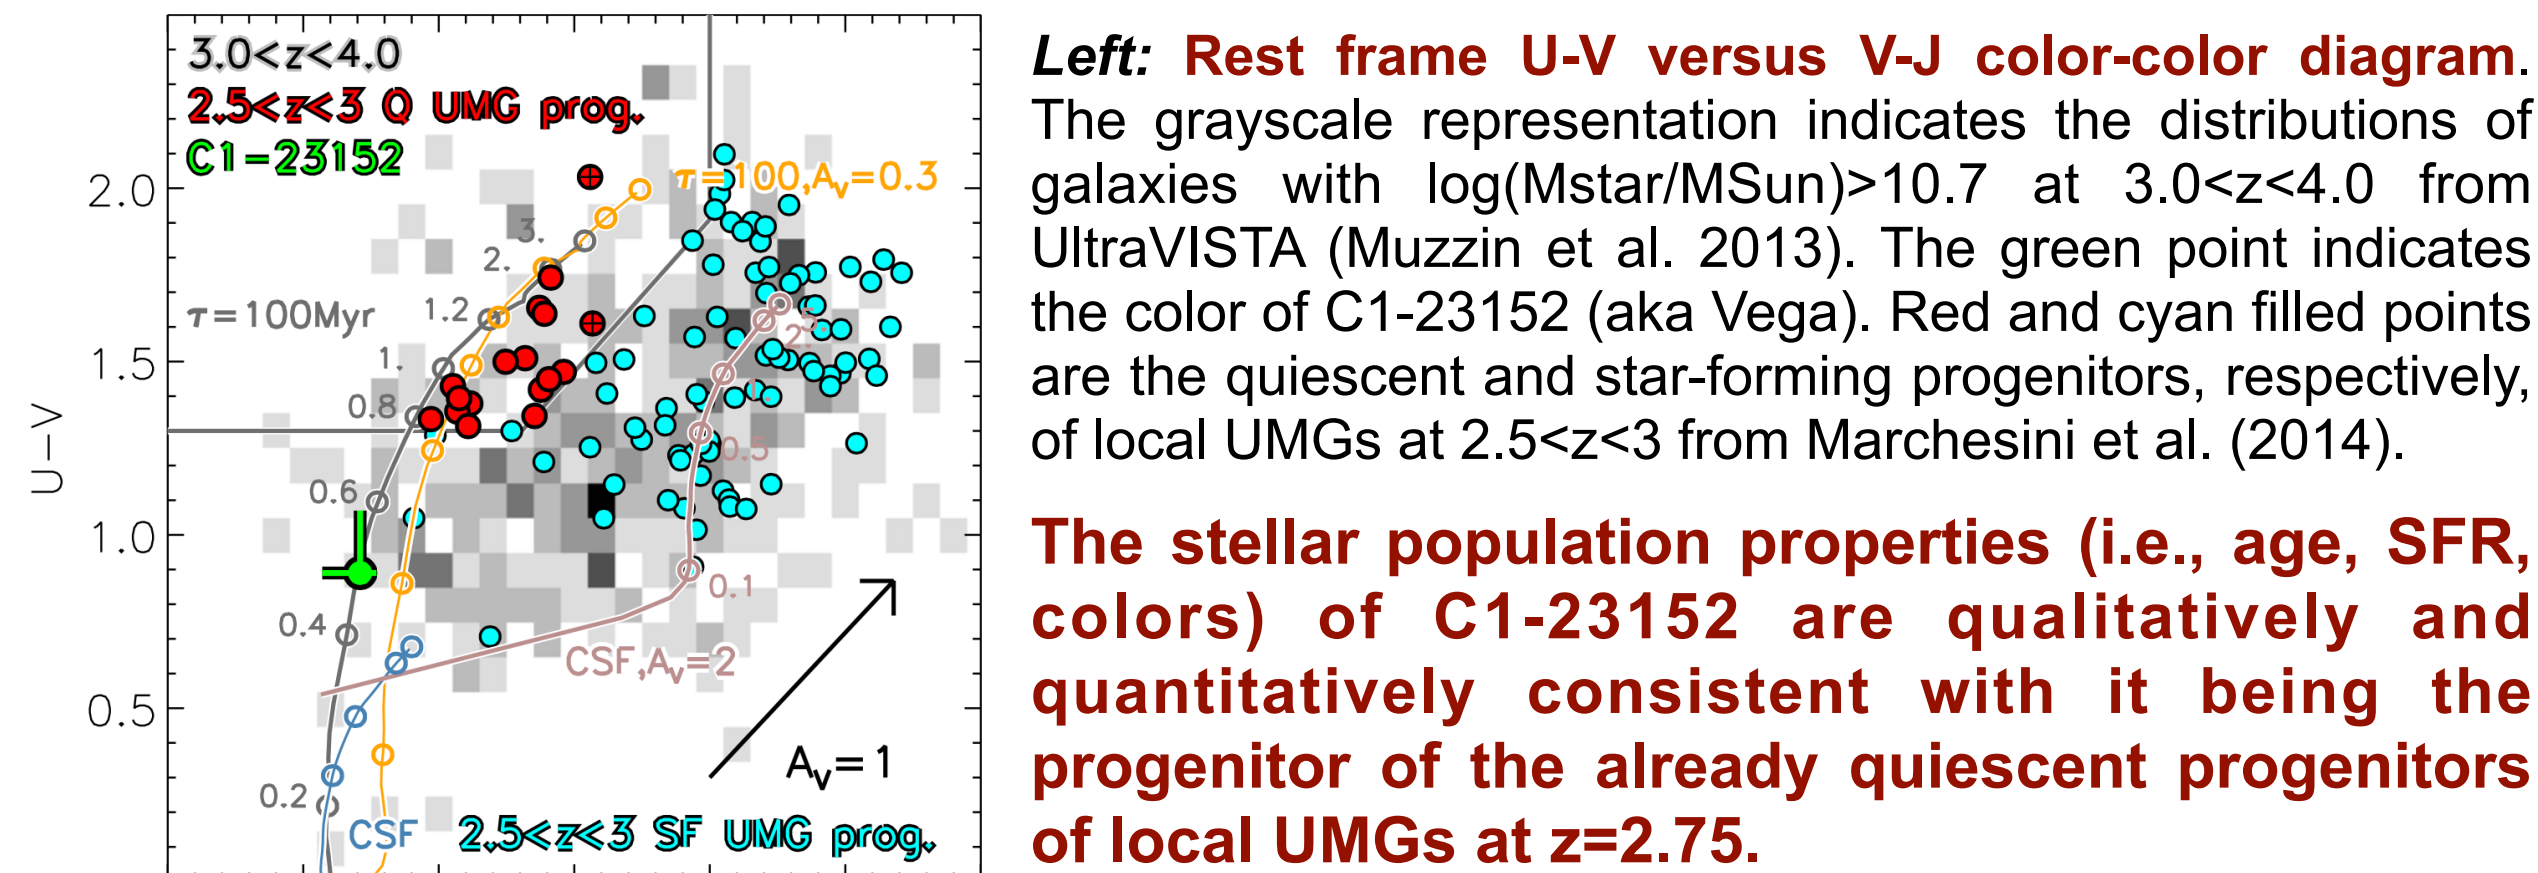 3.0<z<4.0
2.5<z<3 Q UMG prog.
C1-23152
τ=100,Aᵥ=0.3
2.0
3.
2.
τ=100Myr
1.2
2.
5.
1.5
1.
1
0.8
U-V
0.5
0.6
1.0
0.1
0.4
CSF,Aᵥ=2
0.5
Aᵥ=1
0.2
CSF
2.5<z<3 SF UMG prog.
Left: Rest frame U-V versus V-J color-color diagram.
The grayscale representation indicates the distributions of
galaxies with log(Mstar/MSun)>10.7 at 3.0<z<4.0 from
UltraVISTA (Muzzin et al. 2013). The green point indicates
the color of C1-23152 (aka Vega). Red and cyan filled points
are the quiescent and star-forming progenitors, respectively,
of local UMGs at 2.5<z<3 from Marchesini et al. (2014).
The stellar population properties (i.e., age, SFR,
colors) of C1-23152 are qualitatively and
quantitatively consistent with it being the
progenitor of the already quiescent progenitors
of local UMGs at z=2.75.